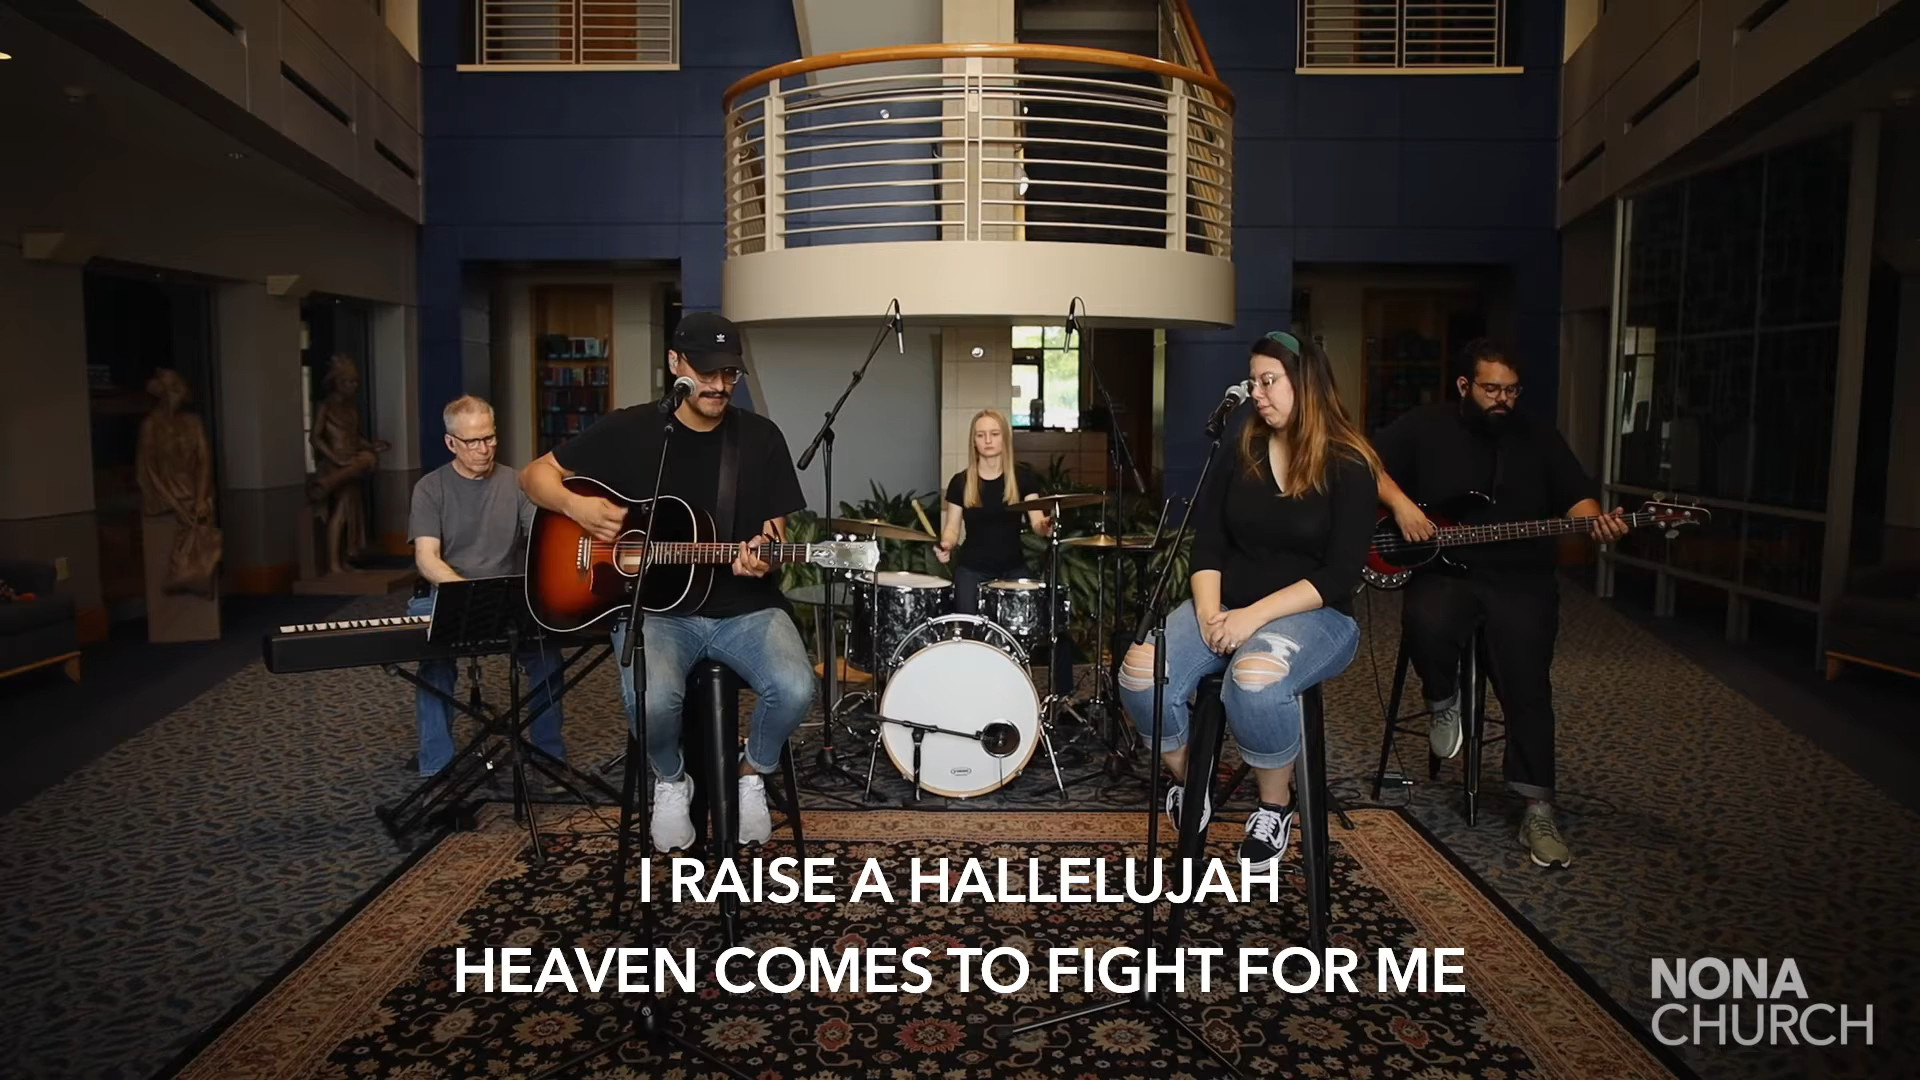 I RAISE A HALLELUJAH
HEAVEN COMES TO FIGHT FOR ME
NONA
CHURCH